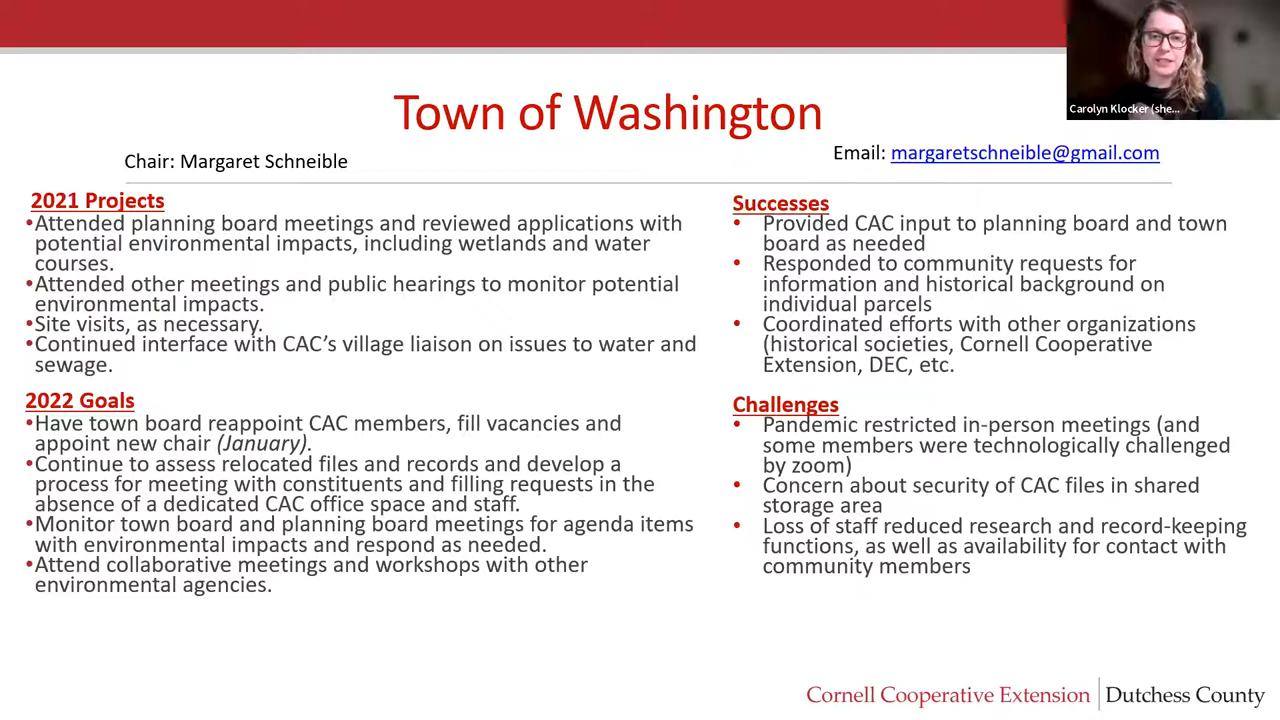 Carolyn Klocker (she...
Town of Washington
Chair: Margaret Schneible
Email: margaretschneible@gmail.com
2021 Projects
•Attended planning board meetings and reviewed applications with
potential environmental impacts, including wetlands and water
courses.
•Attended other meetings and public hearings to monitor potential
environmental impacts.
•Site visits, as necessary.
•Continued interface with CAC’s village liaison on issues to water and
sewage.
2022 Goals
•Have town board reappoint CAC members, fill vacancies and
appoint new chair (January).
•Continue to assess relocated files and records and develop a
process for meeting with constituents and filling requests in the
absence of a dedicated CAC office space and staff.
•Monitor town board and planning board meetings for agenda items
with environmental impacts and respond as needed.
•Attend collaborative meetings and workshops with other
environmental agencies.
Successes
• Provided CAC input to planning board and town
board as needed
• Responded to community requests for
information and historical background on
individual parcels
• Coordinated efforts with other organizations
(historical societies, Cornell Cooperative
Extension, DEC, etc.
Challenges
• Pandemic restricted in-person meetings (and
some members were technologically challenged
by zoom)
• Concern about security of CAC files in shared
storage area
• Loss of staff reduced research and record-keeping
functions, as well as availability for contact with
community members
Cornell Cooperative Extension | Dutchess County